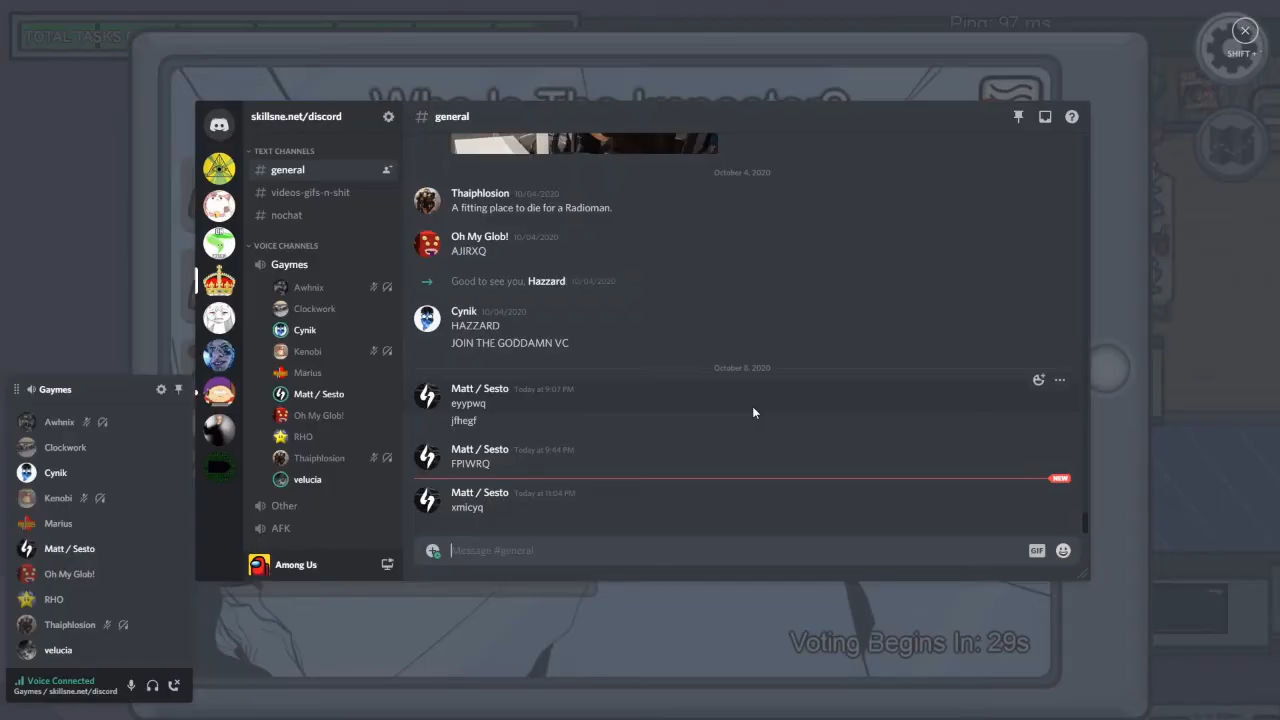 TOTAL TASKS
Ping: 97 ms
SHIFT+`
Who Is The Impostor?
skillsne.net/discord
TEXT CHANNELS
# general
# videos-gifs-n-shit
# nochat
VOICE CHANNELS
Gaymes
Awhnix
Clockwork
Cynik
Kenobi
Marius
Matt / Sesto
Oh My Glob!
RHO
Thaiphlosion
velucia
Other
AFK
Among Us
# general
October 4, 2020
Thaiphlosion 10/04/2020
A fitting place to die for a Radioman.
Oh My Glob! 10/04/2020
AJIRXQ
Good to see you, Hazzard. 10/04/2020
Cynik 10/04/2020
HAZZARD
JOIN THE GODDAMN VC
October 8, 2020
Matt / Sesto Today at 9:07 PM
eyypwq
jfhegf
Matt / Sesto Today at 9:44 PM
FPIWRQ
NEW
Matt / Sesto Today at 11:04 PM
xmicyq
Message #general
GIF
Gaymes
Awhnix
Clockwork
Cynik
Kenobi
Marius
Matt / Sesto
Oh My Glob!
RHO
Thaiphlosion
velucia
Voice Connected
Gaymes / skillsne.net/discord
Voting Begins In: 29s